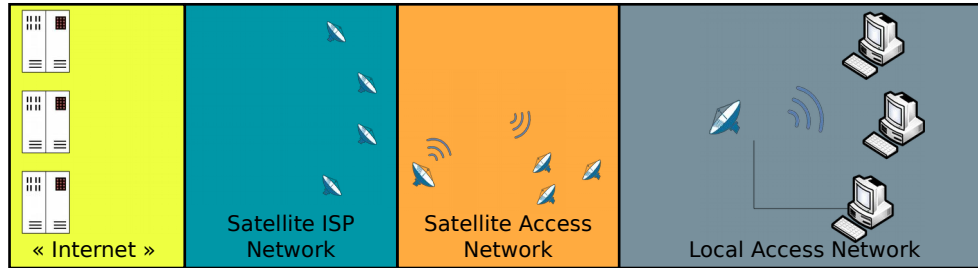 « Internet »
Satellite ISP
Network
Satellite Access
Network
Local Access Network